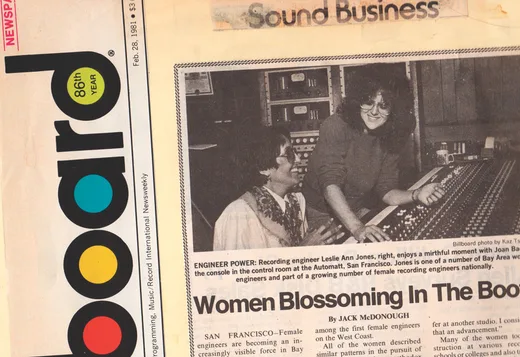 NEWSPA
oard
86th
YEAR
®
Feb. 28, 1981 • $3
rogramming, Music/Record International Newsweekly
Sound Business
Billboard photo by Kaz
ENGINEER POWER: Recording engineer Leslie Ann Jones, right, enjoys a mirthful moment with Joan Ba
the console in the control room at the Automatt, San Francisco. Jones is one of a number of Bay Area wo
engineers and part of a growing number of female recording engineers nationally.
Women Blossoming In The Boo
By JACK McDONOUGH
SAN FRANCISCO—Female
engineers are becoming an in-
creasingly visible force in Bay
among the first female engineers
on the West Coast.
All of the women described
similar patterns in the pursuit of
fer at another studio. I consi
that an advancement."
Many of the women too
struction at various reco
schools or colleges and